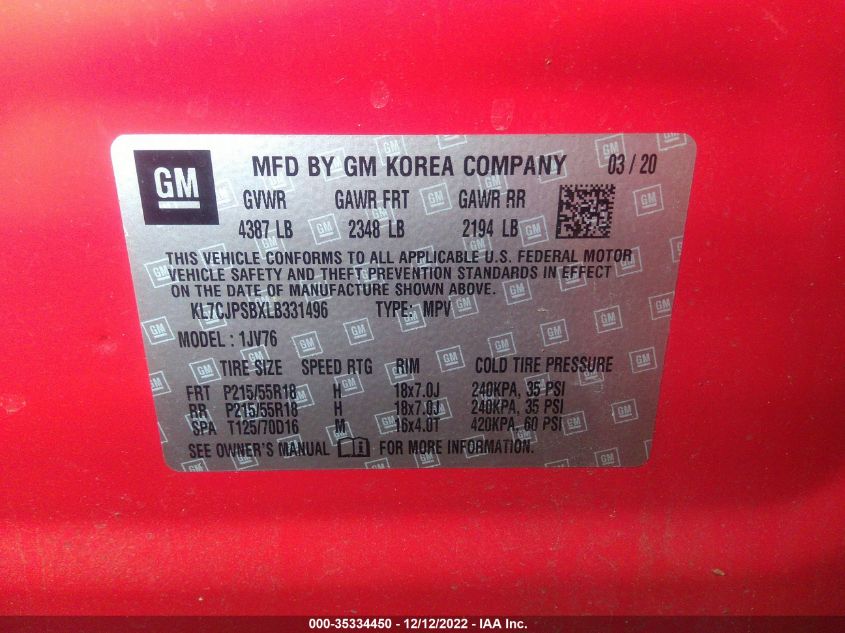 GM MFD BY GM KOREA COMPANY 03 / 20
GVWR GAWR FRT GAWR RR
4387 LB 2348 LB 2194 LB
THIS VEHICLE CONFORMS TO ALL APPLICABLE U.S. FEDERAL MOTOR
VEHICLE SAFETY AND THEFT PREVENTION STANDARDS IN EFFECT
ON THE DATE OF MANUFACTURE SHOWN ABOVE.
KL7CJPSBXLB331496 TYPE: MPV
MODEL : 1JV76
TIRE SIZE SPEED RTG RIM COLD TIRE PRESSURE
FRT P215/55R18 H 18x7.0J 240KPA, 35 PSI
RR P215/55R18 H 18x7.0J 240KPA, 35 PSI
SPA T125/70D16 M 16x4.0T 420KPA, 60 PSI
SEE OWNER'S MANUAL FOR MORE INFORMATION.
000-35334450 - 12/12/2022 - IAA Inc.